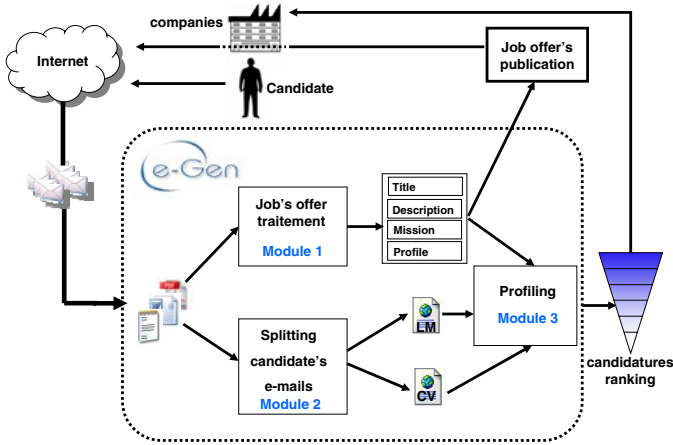 companies
Internet
Job offer's
publication
Candidate
e-Gen
Job's offer
traitement
Module 1
Title
Description
Mission
Profile
PDF
Profiling
Module 3
Splitting
candidate's
e-mails
Module 2
LM
CV
candidatures
ranking